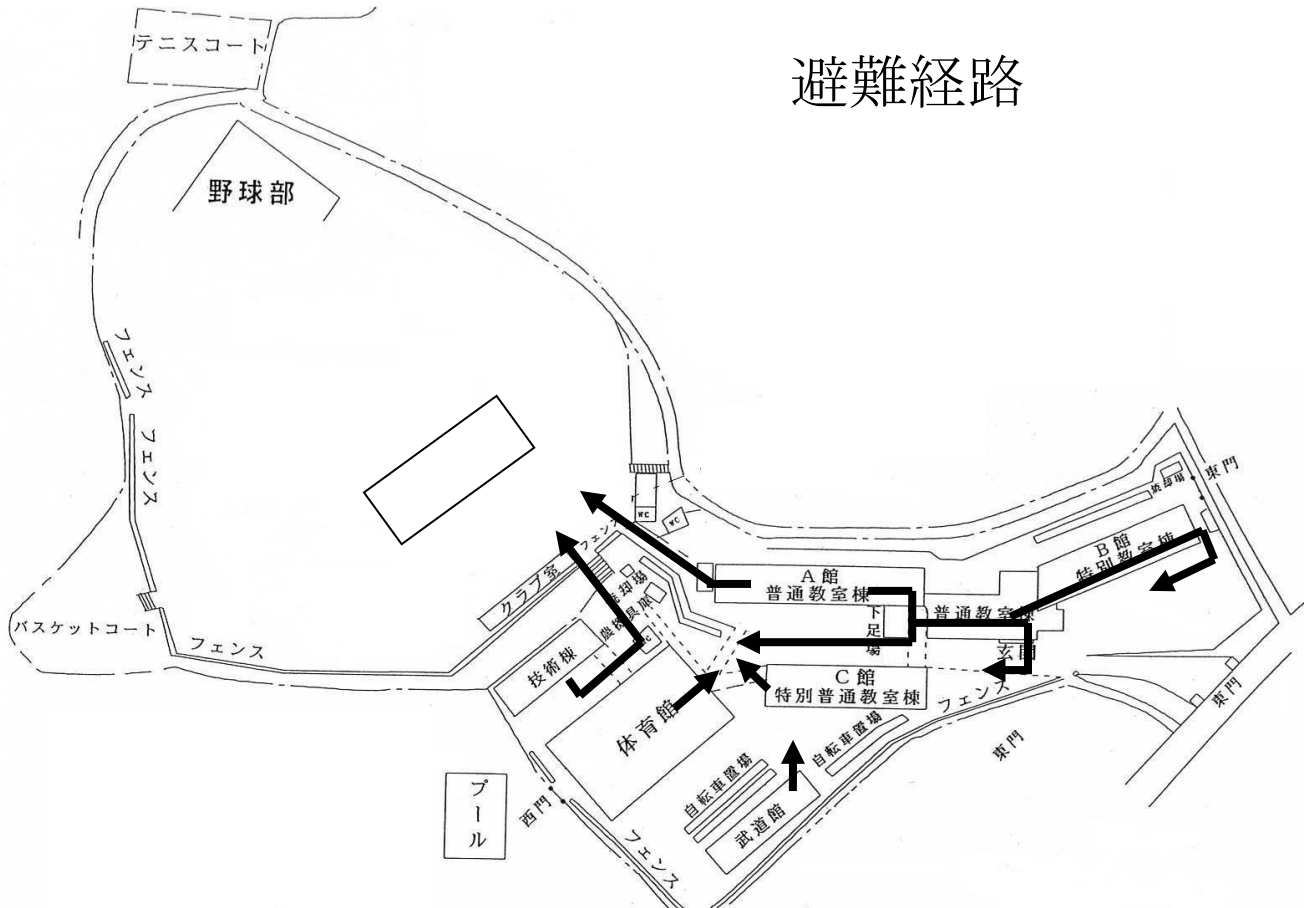 避難経路
テニスコート
野球部
フェンス
フェンス
バスケットコート
フェンス
クラブ室
フェンス
WC
WC
焼却場
農機具庫
技術棟
体育館
A館
普通教室棟
下足場
普通教室棟
玄関
B館
特別教室棟
焼却場
東門
C館
特別普通教室棟
フェンス
東門
東門
自転車置場
自転車置場
武道館
フェンス
西門
プール